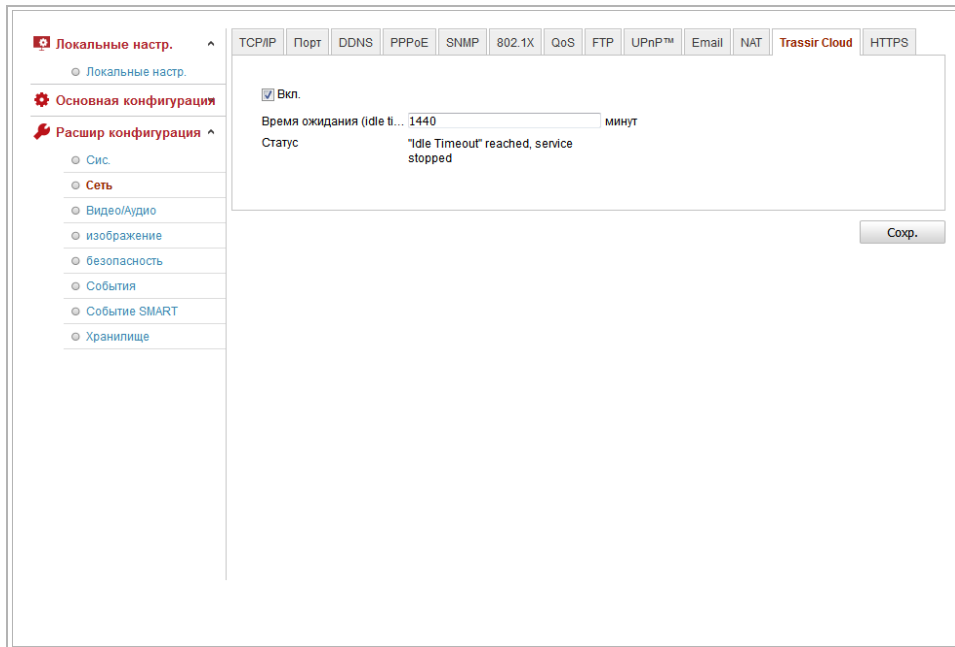 Локальные настр.
Локальные настр.
Основная конфигурация
Расшир конфигурация
Сис.
Сеть
Видео/Аудио
изображение
безопасность
События
Событие SMART
Хранилище
TCP/IP Порт DDNS PPPoE SNMP 802.1X QoS FTP UPnP™ Email NAT Trassir Cloud HTTPS
Вкл.
Время ожидания (idle ti... 1440 минут
Статус "Idle Timeout" reached, service
stopped
Сохр.